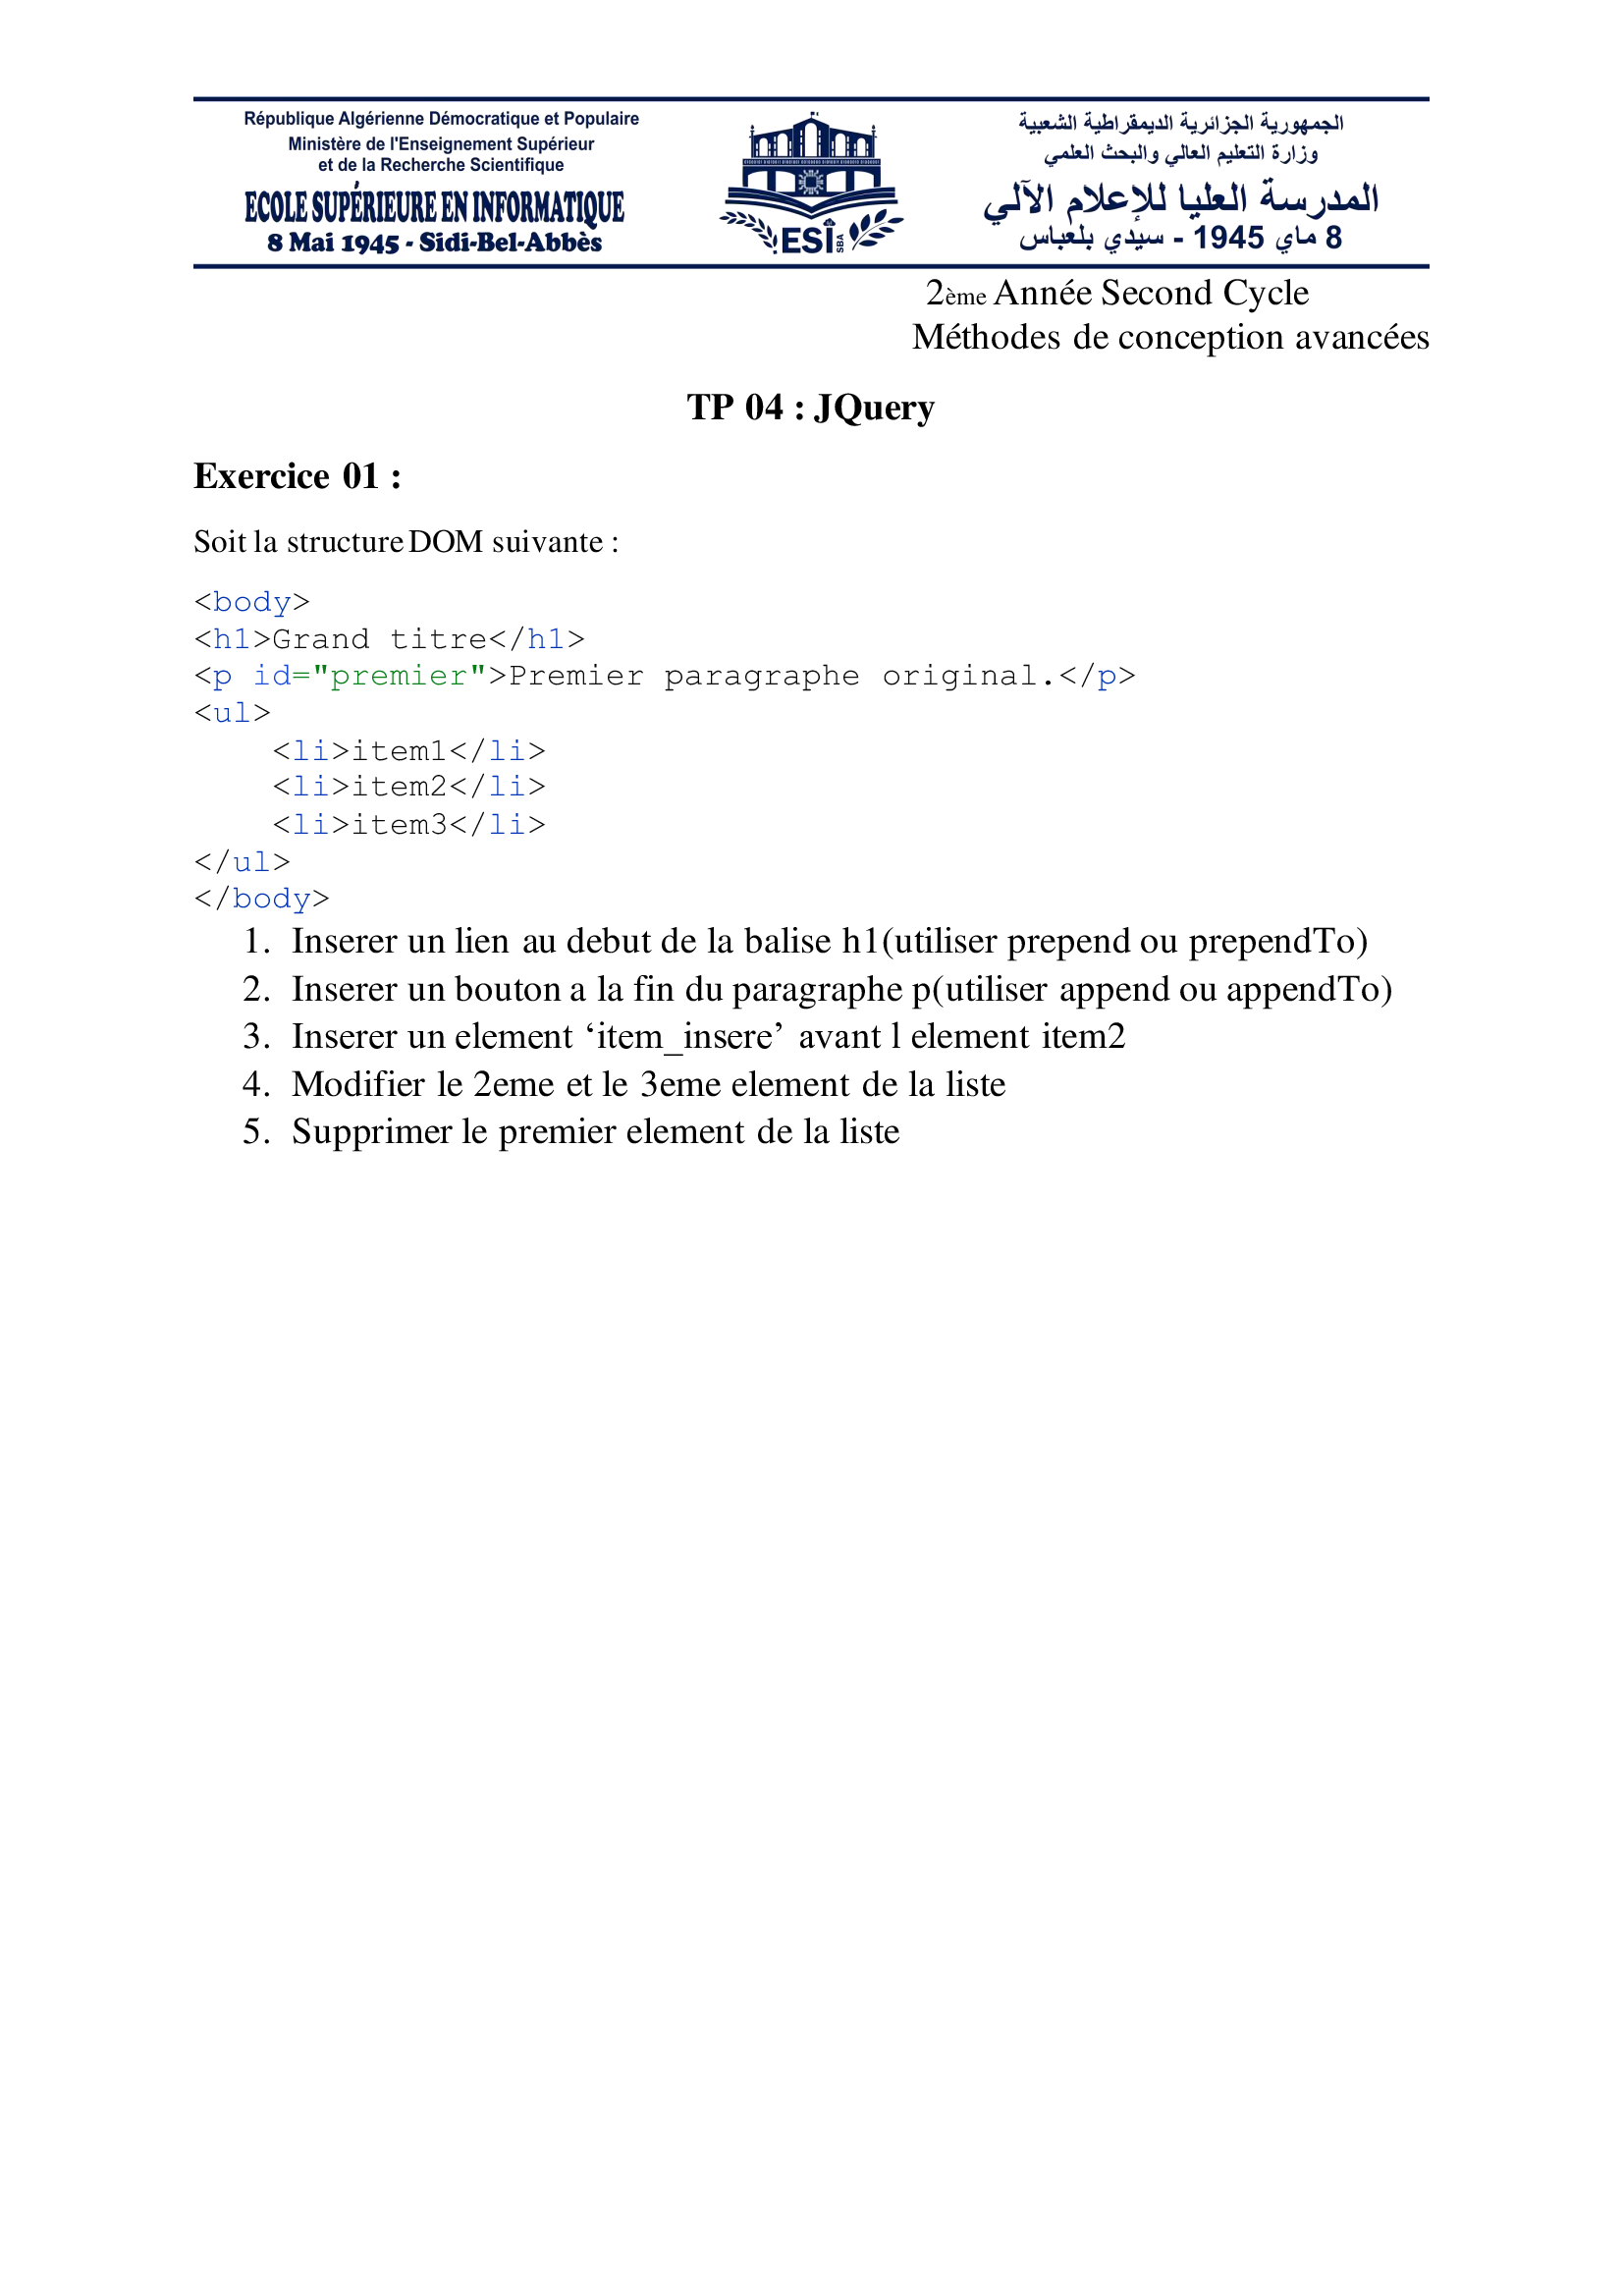 République Algérienne Démocratique et Populaire
Ministère de l'Enseignement Supérieur
et de la Recherche Scientifique
ECOLE SUPÉRIEURE EN INFORMATIQUE
8 Mai 1945 - Sidi-Bel-Abbès
ESI SBA
الجمهورية الجزائرية الديمقراطية الشعبية
وزارة التعليم العالي والبحث العلمي
المدرسة العليا للإعلام الآلي
8 ماي 1945 - سيدي بلعباس
2ème Année Second Cycle
Méthodes de conception avancées
TP 04 : JQuery
Exercice 01 :
Soit la structure DOM suivante :
<body>
<h1>Grand titre</h1>
<p id="premier">Premier paragraphe original.</p>
<ul>
    <li>item1</li>
    <li>item2</li>
    <li>item3</li>
</ul>
</body>
1. Inserer un lien au debut de la balise h1(utiliser prepend ou prependTo)
2. Inserer un bouton a la fin du paragraphe p(utiliser append ou appendTo)
3. Inserer un element ‘item_insere’ avant l element item2
4. Modifier le 2eme et le 3eme element de la liste
5. Supprimer le premier element de la liste